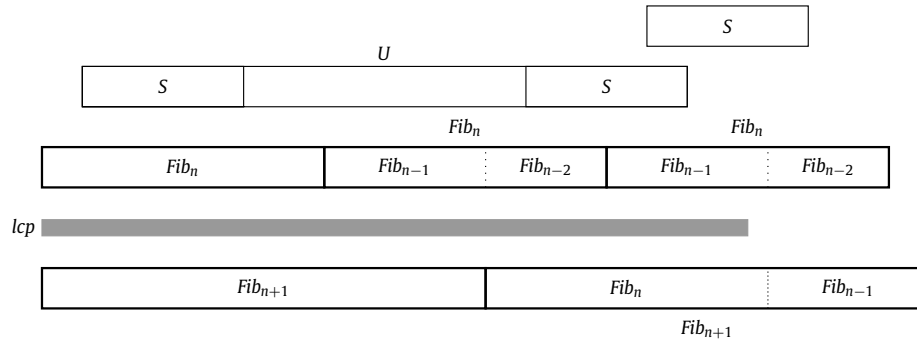 S
U
S S
Fib_n Fib_n
Fib_n Fib_{n−1} Fib_{n−2} Fib_{n−1} Fib_{n−2}
lcp
Fib_{n+1} Fib_n Fib_{n−1}
Fib_{n+1}